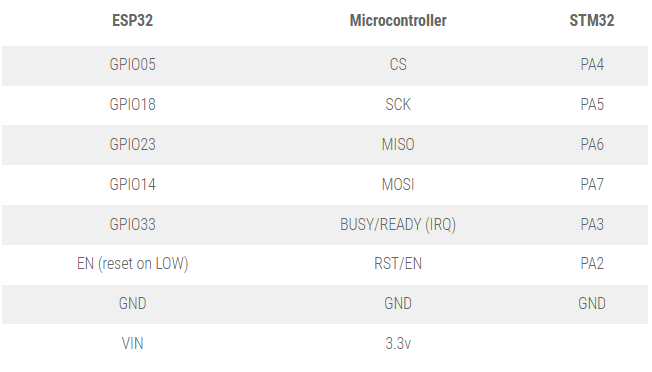 ESP32 Microcontroller STM32
GPIO05 CS PA4
GPIO18 SCK PA5
GPIO23 MISO PA6
GPIO14 MOSI PA7
GPIO33 BUSY/READY (IRQ) PA3
EN (reset on LOW) RST/EN PA2
GND GND GND
VIN 3.3v